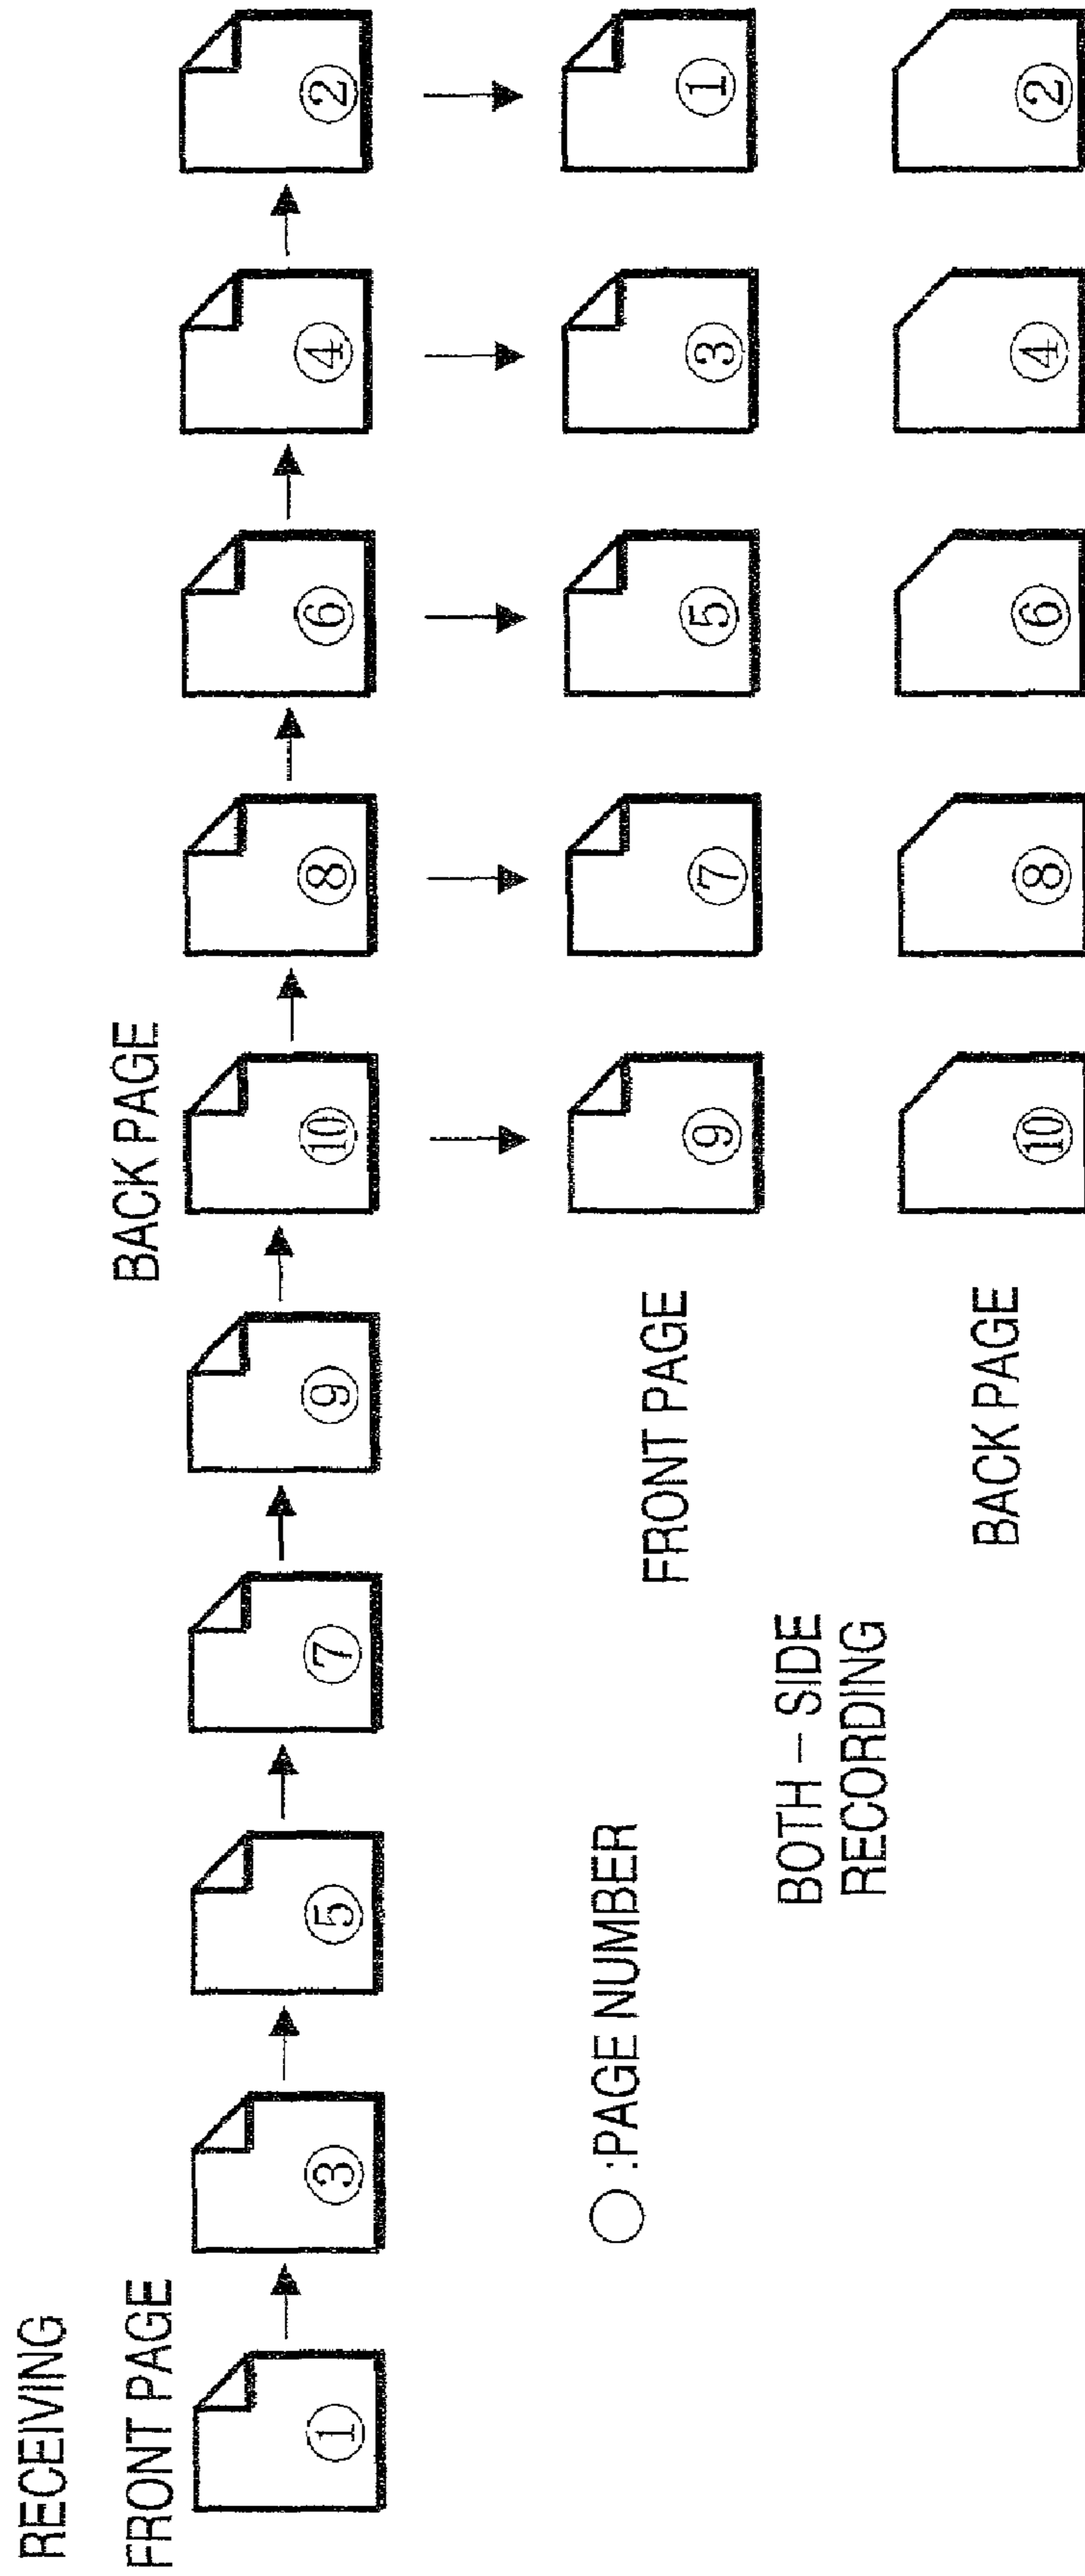 RECEIVING
FRONT PAGE
BACK PAGE
① ③ ⑤ ⑦ ⑨ ⑩ ⑧ ⑥ ④ ②
○ :PAGE NUMBER
FRONT PAGE
⑨ ⑦ ⑤ ③ ①
BOTH – SIDE
RECORDING
BACK PAGE
⑩ ⑧ ⑥ ④ ②